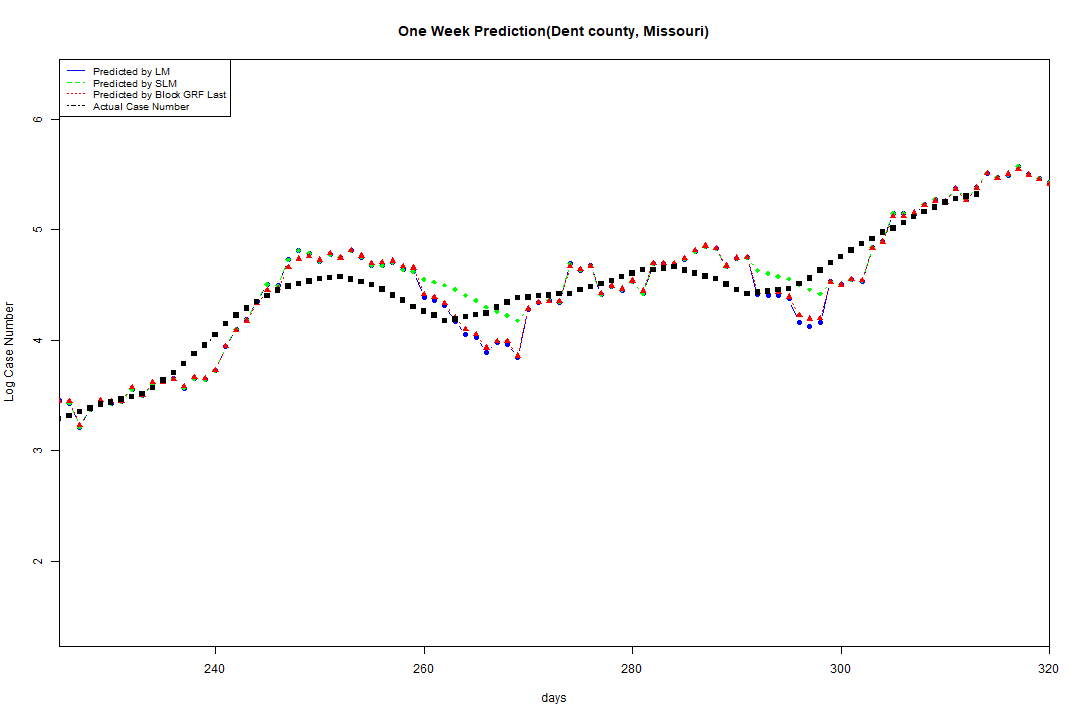 One Week Prediction(Dent county, Missouri)
Predicted by LM
Predicted by SLM
Predicted by Block GRF Last
Actual Case Number
6
5
4
3
2
Log Case Number
240 260 280 300 320
days